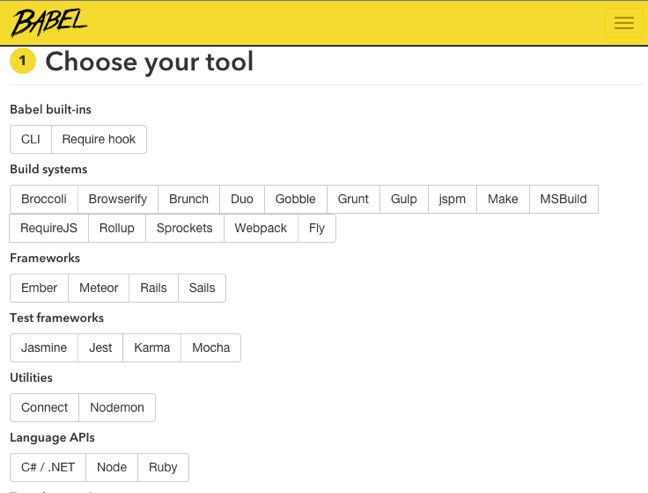 BABEL
1 Choose your tool
Babel built-ins
CLI Require hook
Build systems
Broccoli Browserify Brunch Duo Gobble Grunt Gulp jspm Make MSBuild
RequireJS Rollup Sprockets Webpack Fly
Frameworks
Ember Meteor Rails Sails
Test frameworks
Jasmine Jest Karma Mocha
Utilities
Connect Nodemon
Language APIs
C# / .NET Node Ruby